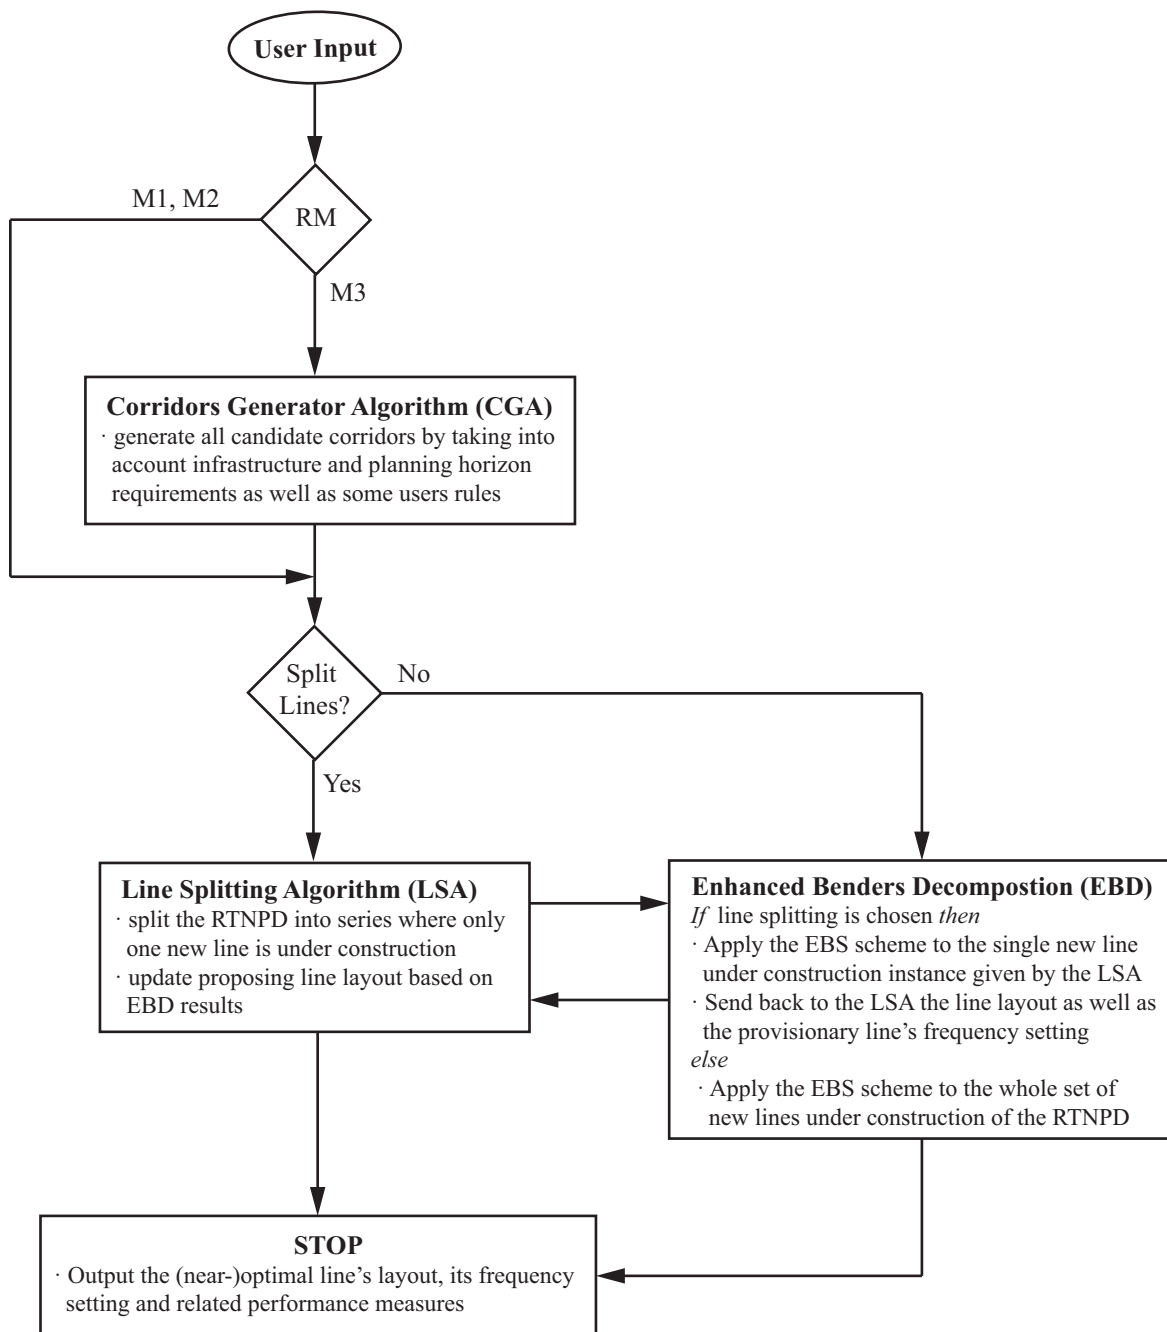 User Input
M1, M2
RM
M3
Corridors Generator Algorithm (CGA)
· generate all candidate corridors by taking into
account infrastructure and planning horizon
requirements as well as some users rules
Split
Lines?
No
Yes
Line Splitting Algorithm (LSA)
· split the RTNPD into series where only
one new line is under construction
· update proposing line layout based on
EBD results
Enhanced Benders Decompostion (EBD)
If line splitting is chosen then
· Apply the EBS scheme to the single new line
under construction instance given by the LSA
· Send back to the LSA the line layout as well as
the provisionary line’s frequency setting
else
· Apply the EBS scheme to the whole set of
new lines under construction of the RTNPD
STOP
· Output the (near-)optimal line’s layout, its frequency
setting and related performance measures